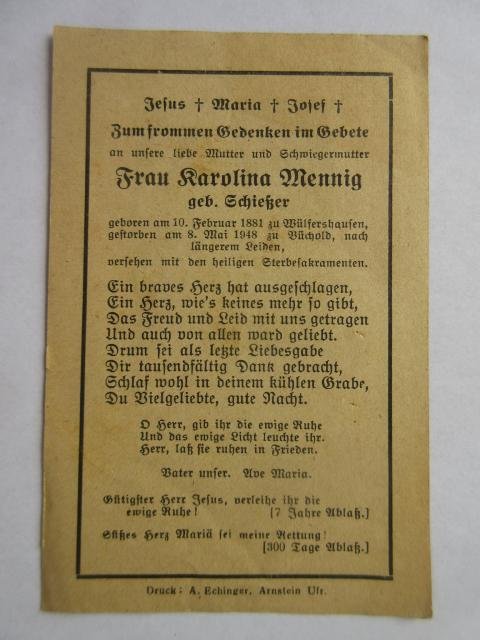 Jesus † Maria † Josef †
Zum frommen Gedenken im Gebete
an unsere liebe Mutter und Schwiegermutter
Frau Karolina Mennig
geb. Schießer
geboren am 10. Februar 1881 zu Wülfershausen,
gestorben am 8. Mai 1948 zu Büchold, nach
längerem Leiden,
versehen mit den heiligen Sterbesakramenten.
Ein braves Herz hat ausgeschlagen,
Ein Herz, wie's keines mehr so gibt,
Das Freud und Leid mit uns getragen
Und auch von allen ward geliebt.
Drum sei als letzte Liebesgabe
Dir tausendfältig Dank gebracht,
Schlaf wohl in deinem kühlen Grabe,
Du Vielgeliebte, gute Nacht.
O Herr, gib ihr die ewige Ruhe
Und das ewige Licht leuchte ihr.
Herr, laß sie ruhen in Frieden.
Vater unser. Ave Maria.
Gütigster Herr Jesus, verleihe ihr die
ewige Ruhe! [7 Jahre Ablaß.]
Süßes Herz Mariä sei meine Rettung!
[300 Tage Ablaß.]
Druck: A. Echinger, Arnstein Ufr.